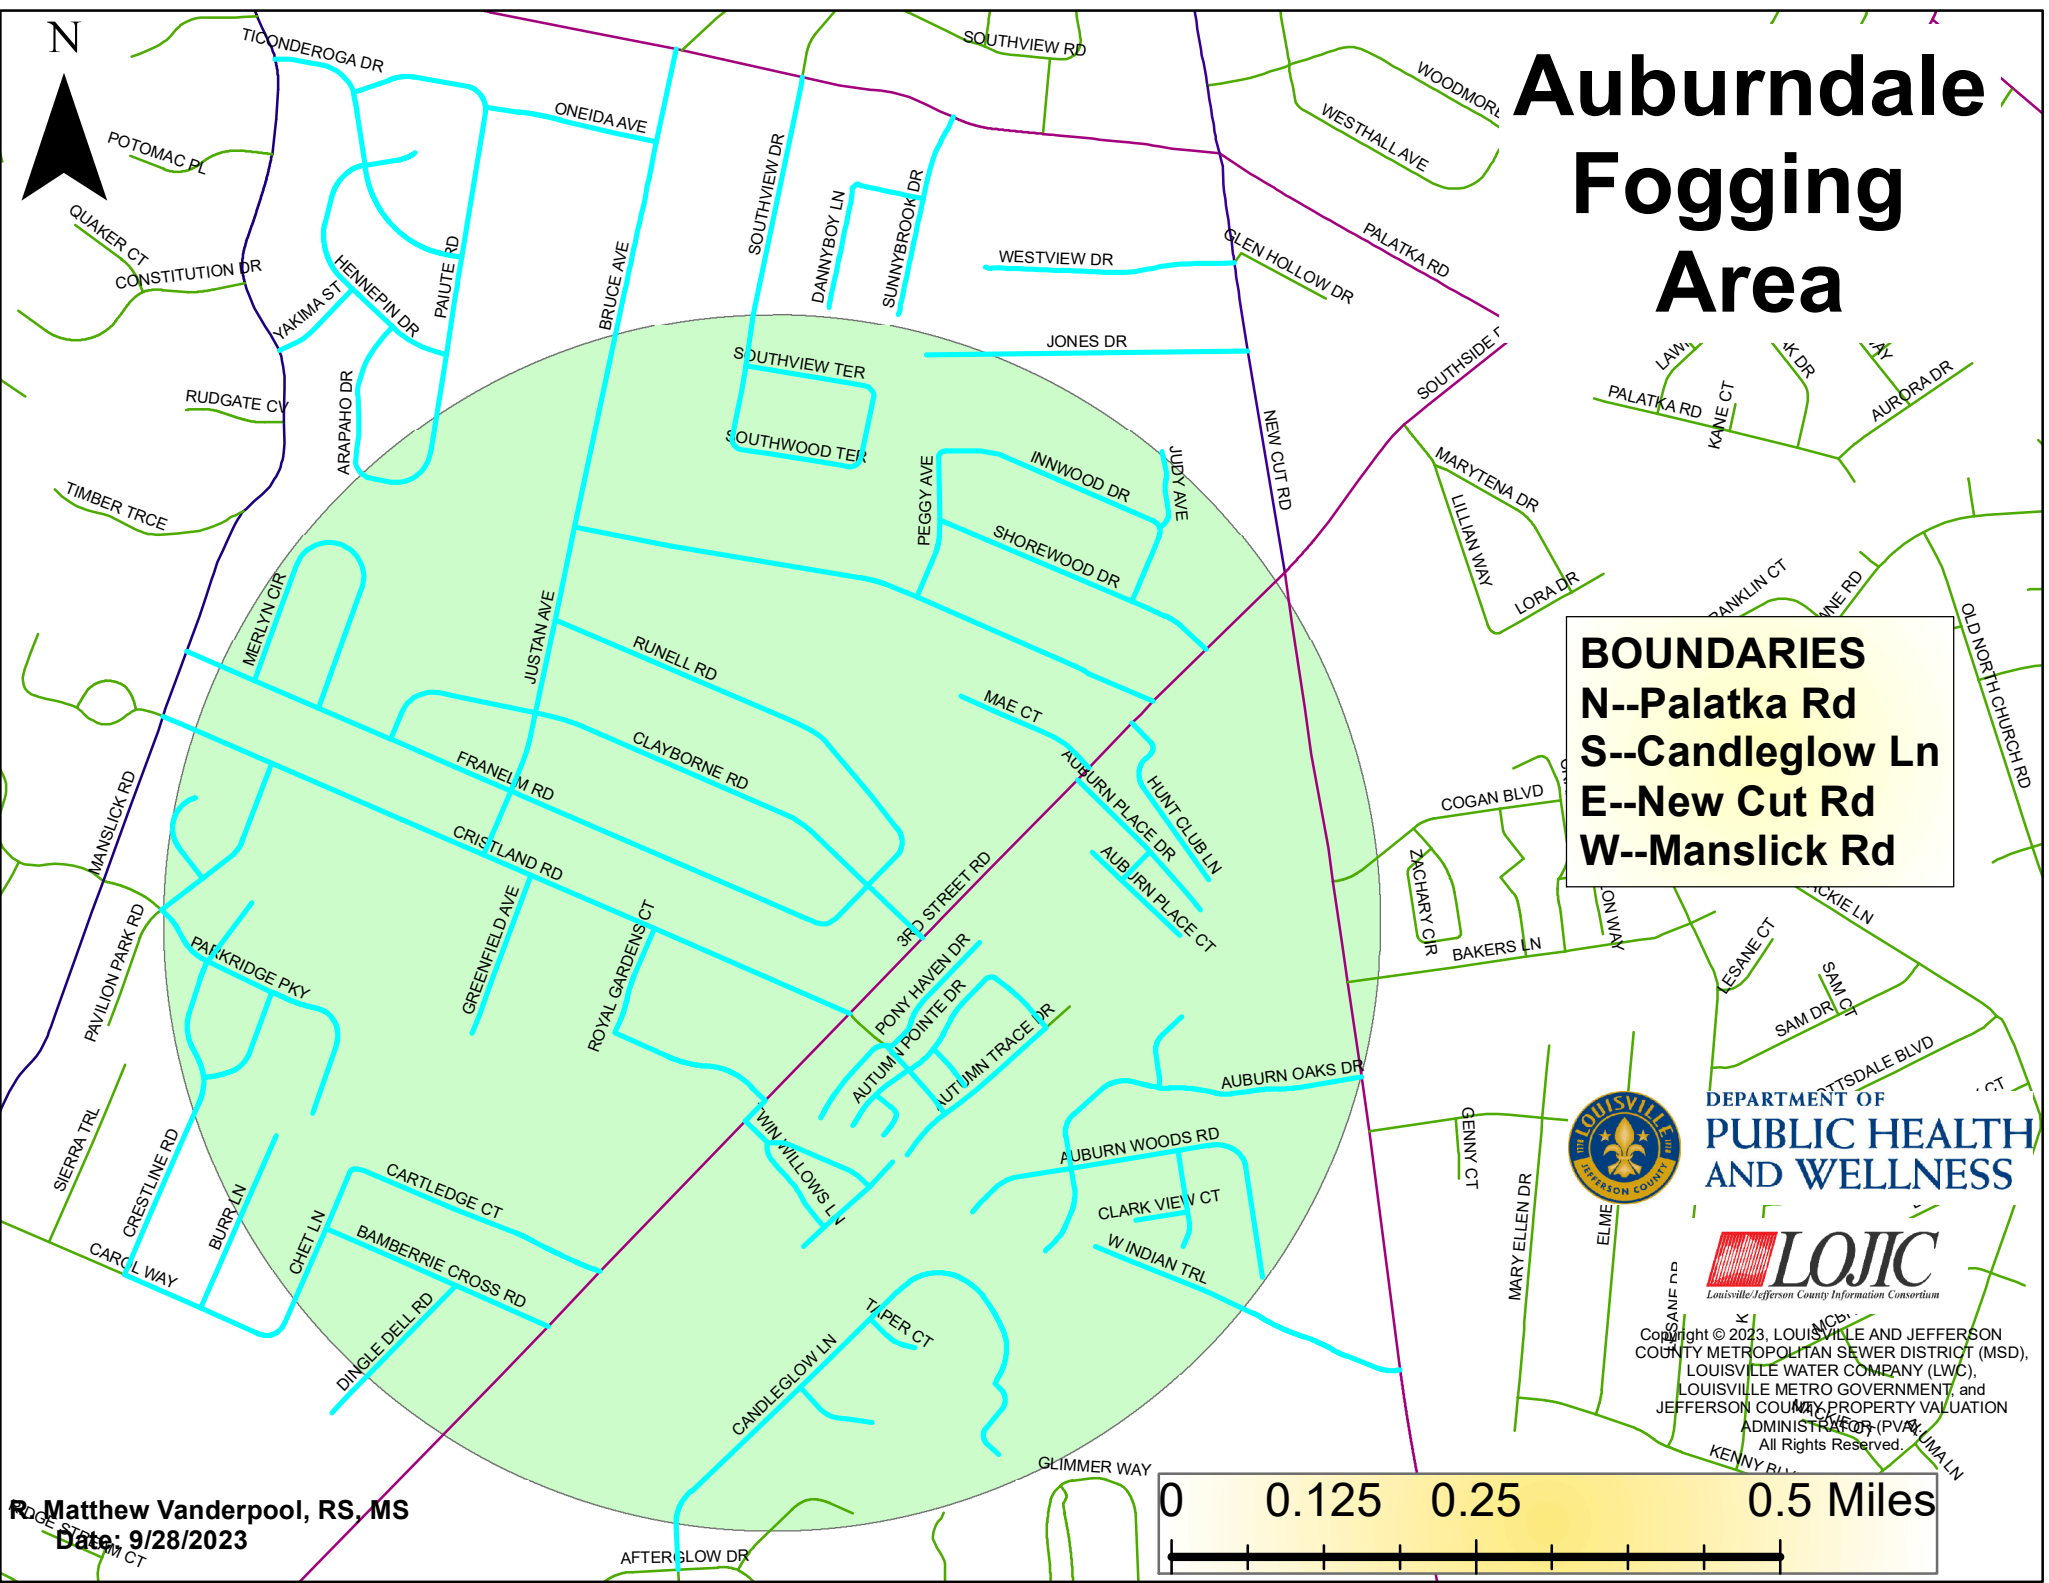 N
Auburndale
Fogging
Area
TICONDEROGA DR
SOUTHVIEW RD
WESTHALL AVE
ONEIDA AVE
POTOMAC PL
SOUTHVIEW DR
DANNYBOY LN
SUNNYBROOK DR
QUAKER CT
CONSTITUTION DR
HENNEPIN DR
YAKIMA ST
PAIUTE RD
BRUCE AVE
WESTVIEW DR
GLEN HOLLOW DR
PALATKA RD
JONES DR
SOUTHVIEW TER
SOUTHWOOD TER
RUDGATE CV
ARAPAHO DR
PALATKA RD
KANE CT
AURORA DR
NEW CUT RD
TIMBER TRCE
PEGGY AVE
INNWOOD DR
JUDY AVE
SHOREWOOD DR
MARYTENA DR
LILLIAN WAY
LORA DR
OLD NORTH CHURCH RD
MERLYN CIR
JUSTAN AVE
RUNELL RD
MAE CT
CLAYBORNE RD
FRANELM RD
CRISTLAND RD
MANSLICK RD
AUBURN PLACE DR
HUNT CLUB LN
AUBURN PLACE CT
BOUNDARIES
N--Palatka Rd
S--Candleglow Ln
E--New Cut Rd
W--Manslick Rd
COGAN BLVD
ZACHARY CIR
BAKERS LN
LESANE CT
SAM CT
SAM DR
3RD STREET RD
PAVILION PARK RD
PARKRIDGE PKY
GREENFIELD AVE
ROYAL GARDENS CT
PONY HAVEN DR
AUTUMN POINTE DR
AUTUMN TRACE DR
AUBURN OAKS DR
TWIN WILLOWS LN
AUBURN WOODS RD
CLARK VIEW CT
W INDIAN TRL
GENNY CT
MARY ELLEN DR
SIERRA TRL
CRESTLINE RD
BURR LN
CAROL WAY
CHET LN
CARTLEDGE CT
BAMBERRIE CROSS RD
DINGLE DELL RD
CANDLEGLOW LN
TAPER CT
GLIMMER WAY
AFTERGLOW DR
LOUISVILLE
1778
JEFFERSON COUNTY
DEPARTMENT OF
PUBLIC HEALTH
AND WELLNESS
LOJIC
Louisville/Jefferson County Information Consortium
Copyright © 2023, LOUISVILLE AND JEFFERSON
COUNTY METROPOLITAN SEWER DISTRICT (MSD),
LOUISVILLE WATER COMPANY (LWC),
LOUISVILLE METRO GOVERNMENT, and
JEFFERSON COUNTY PROPERTY VALUATION
ADMINISTRATOR (PVA).
All Rights Reserved.
MACKIE CT
R. Matthew Vanderpool, RS, MS
Date: 9/28/2023
0 0.125 0.25 0.5 Miles